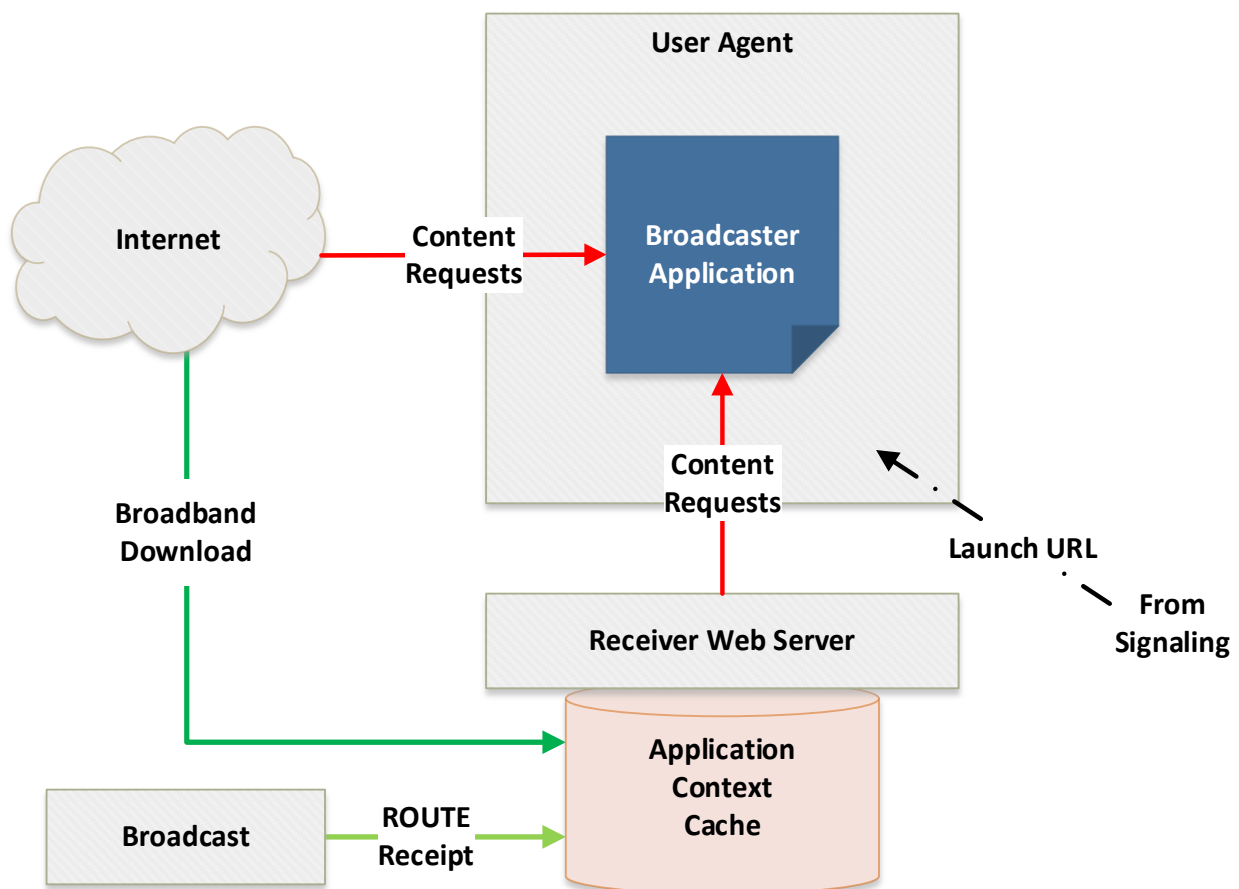 User Agent
Internet
Content
Requests
Broadcaster
Application
Content
Requests
Broadband
Download
Launch URL
From
Signaling
Receiver Web Server
Application
Context
Cache
Broadcast
ROUTE
Receipt